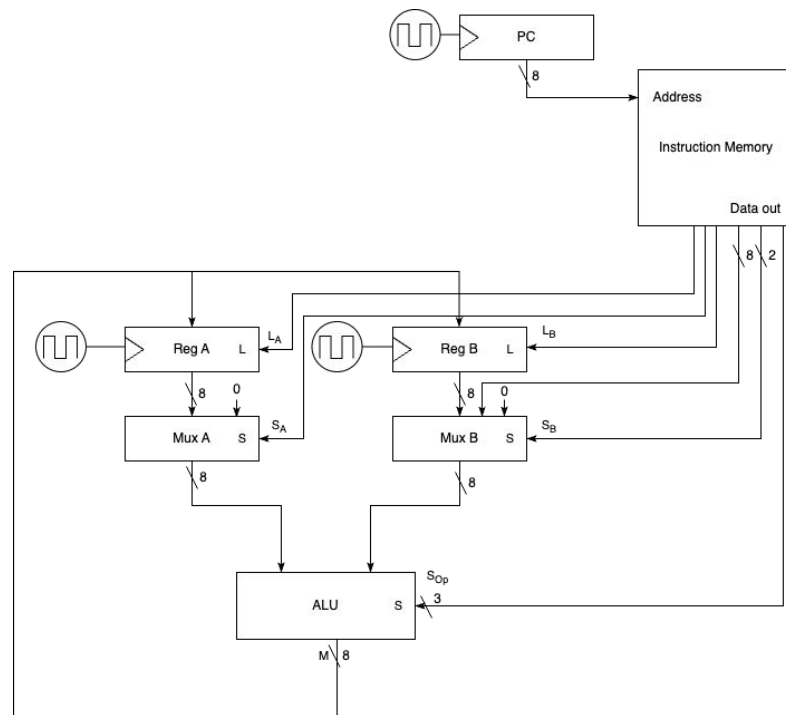 PC
8
Address
Instruction Memory
Data out
8 2
L_A
L_B
Reg A L
Reg B L
8 0
8 0
S_A
S_B
Mux A S
Mux B S
8
8
S_Op
ALU S
3
M 8